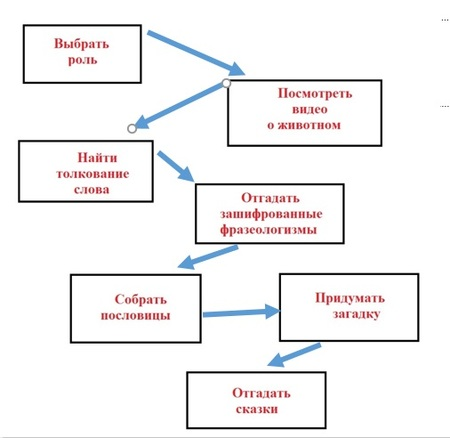 Выбрать
роль
Посмотреть
видео
о животном
Найти
толкование
слова
Отгадать
зашифрованные
фразеологизмы
Собрать
пословицы
Придумать
загадку
Отгадать
сказки